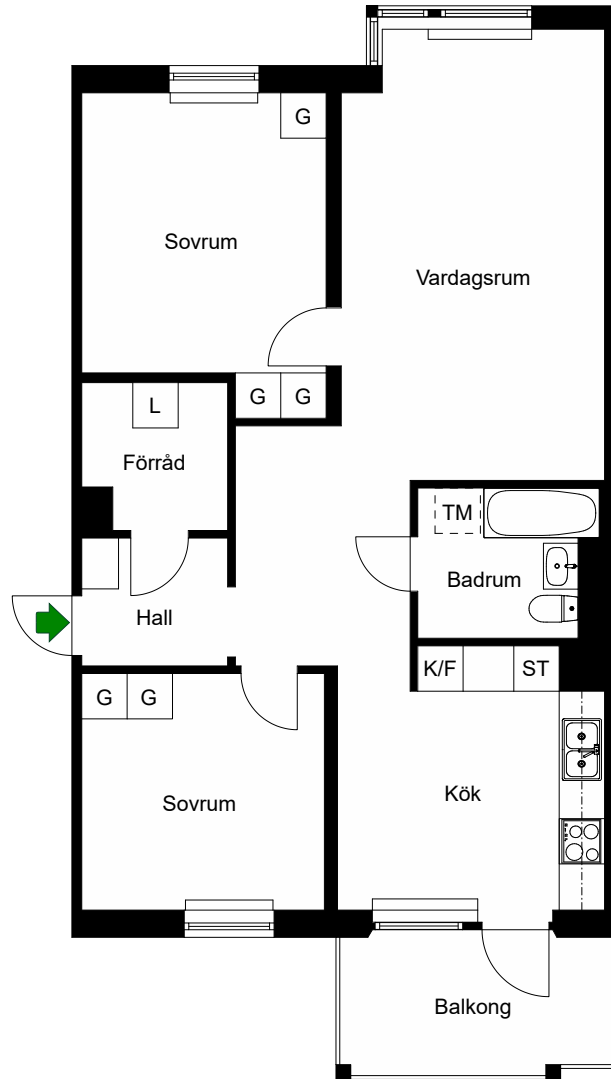 G
Sovrum
Vardagsrum
G G
L
Förråd
TM
Badrum
Hall
K/F ST
G G
Sovrum
Kök
Balkong